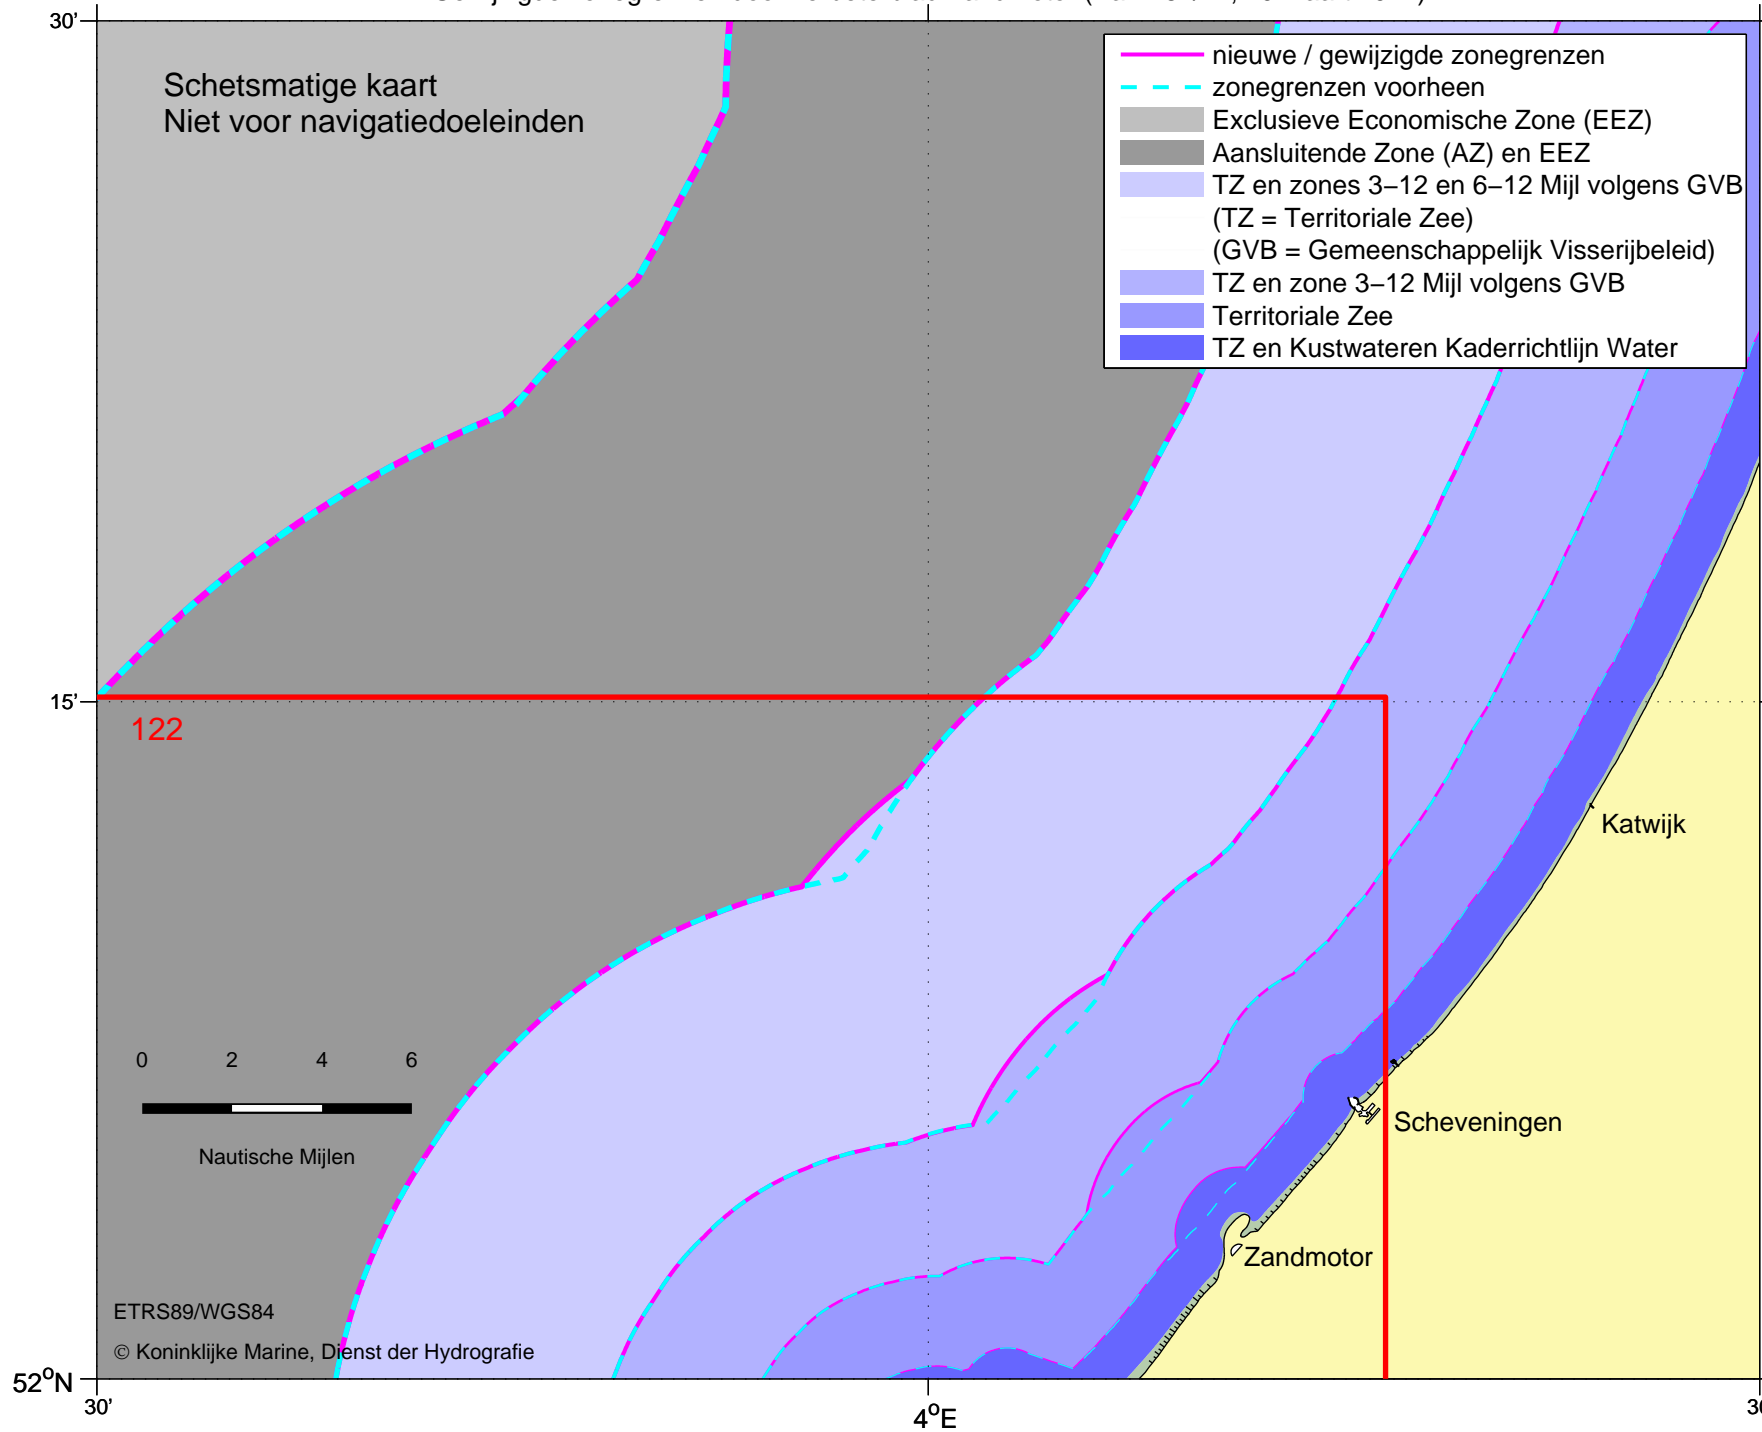 30'
Schetsmatige kaart
Niet voor navigatiedoeleinden
nieuwe / gewijzigde zonegrenzen
zonegrenzen voorheen
Exclusieve Economische Zone (EEZ)
Aansluitende Zone (AZ) en EEZ
TZ en zones 3–12 en 6–12 Mijl volgens GVB
(TZ = Territoriale Zee)
(GVB = Gemeenschappelijk Visserijbeleid)
TZ en zone 3–12 Mijl volgens GVB
Territoriale Zee
TZ en Kustwateren Kaderrichtlijn Water
15'
122
Katwijk
0 2 4 6
Nautische Mijlen
Scheveningen
Zandmotor
ETRS89/WGS84
© Koninklijke Marine, Dienst der Hydrografie
52°N
30'
4°E